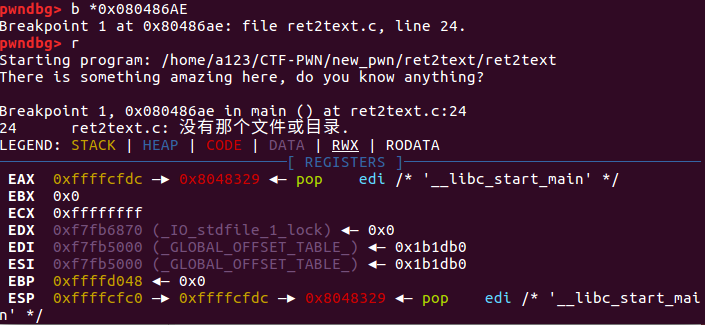 pwndbg> b *0x080486AE
Breakpoint 1 at 0x80486ae: file ret2text.c, line 24.
pwndbg> r
Starting program: /home/a123/CTF-PWN/new_pwn/ret2text/ret2text
There is something amazing here, do you know anything?
Breakpoint 1, 0x080486ae in main () at ret2text.c:24
24      ret2text.c: 没有那个文件或目录.
LEGEND: STACK | HEAP | CODE | DATA | RWX | RODATA
[ REGISTERS ]
EAX  0xffffcfdc —▸ 0x8048329 ◂— pop    edi /* '__libc_start_main' */
EBX  0x0
ECX  0xffffffff
EDX  0xf7fb6870 (_IO_stdfile_1_lock) ◂— 0x0
EDI  0xf7fb5000 (_GLOBAL_OFFSET_TABLE_) ◂— 0x1b1db0
ESI  0xf7fb5000 (_GLOBAL_OFFSET_TABLE_) ◂— 0x1b1db0
EBP  0xffffd048 ◂— 0x0
ESP  0xffffcfc0 —▸ 0xffffcfdc —▸ 0x8048329 ◂— pop    edi /* '__libc_start_mai
n' */